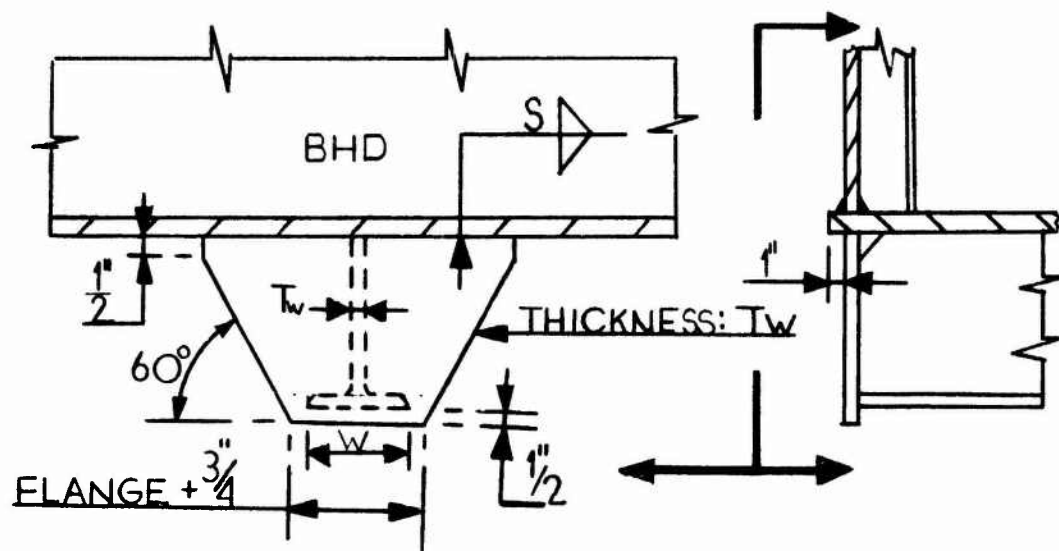 S
BHD
1"
1"
2
Tw
THICKNESS: Tw
60°
W
1"/2
FLANGE + 3/4"